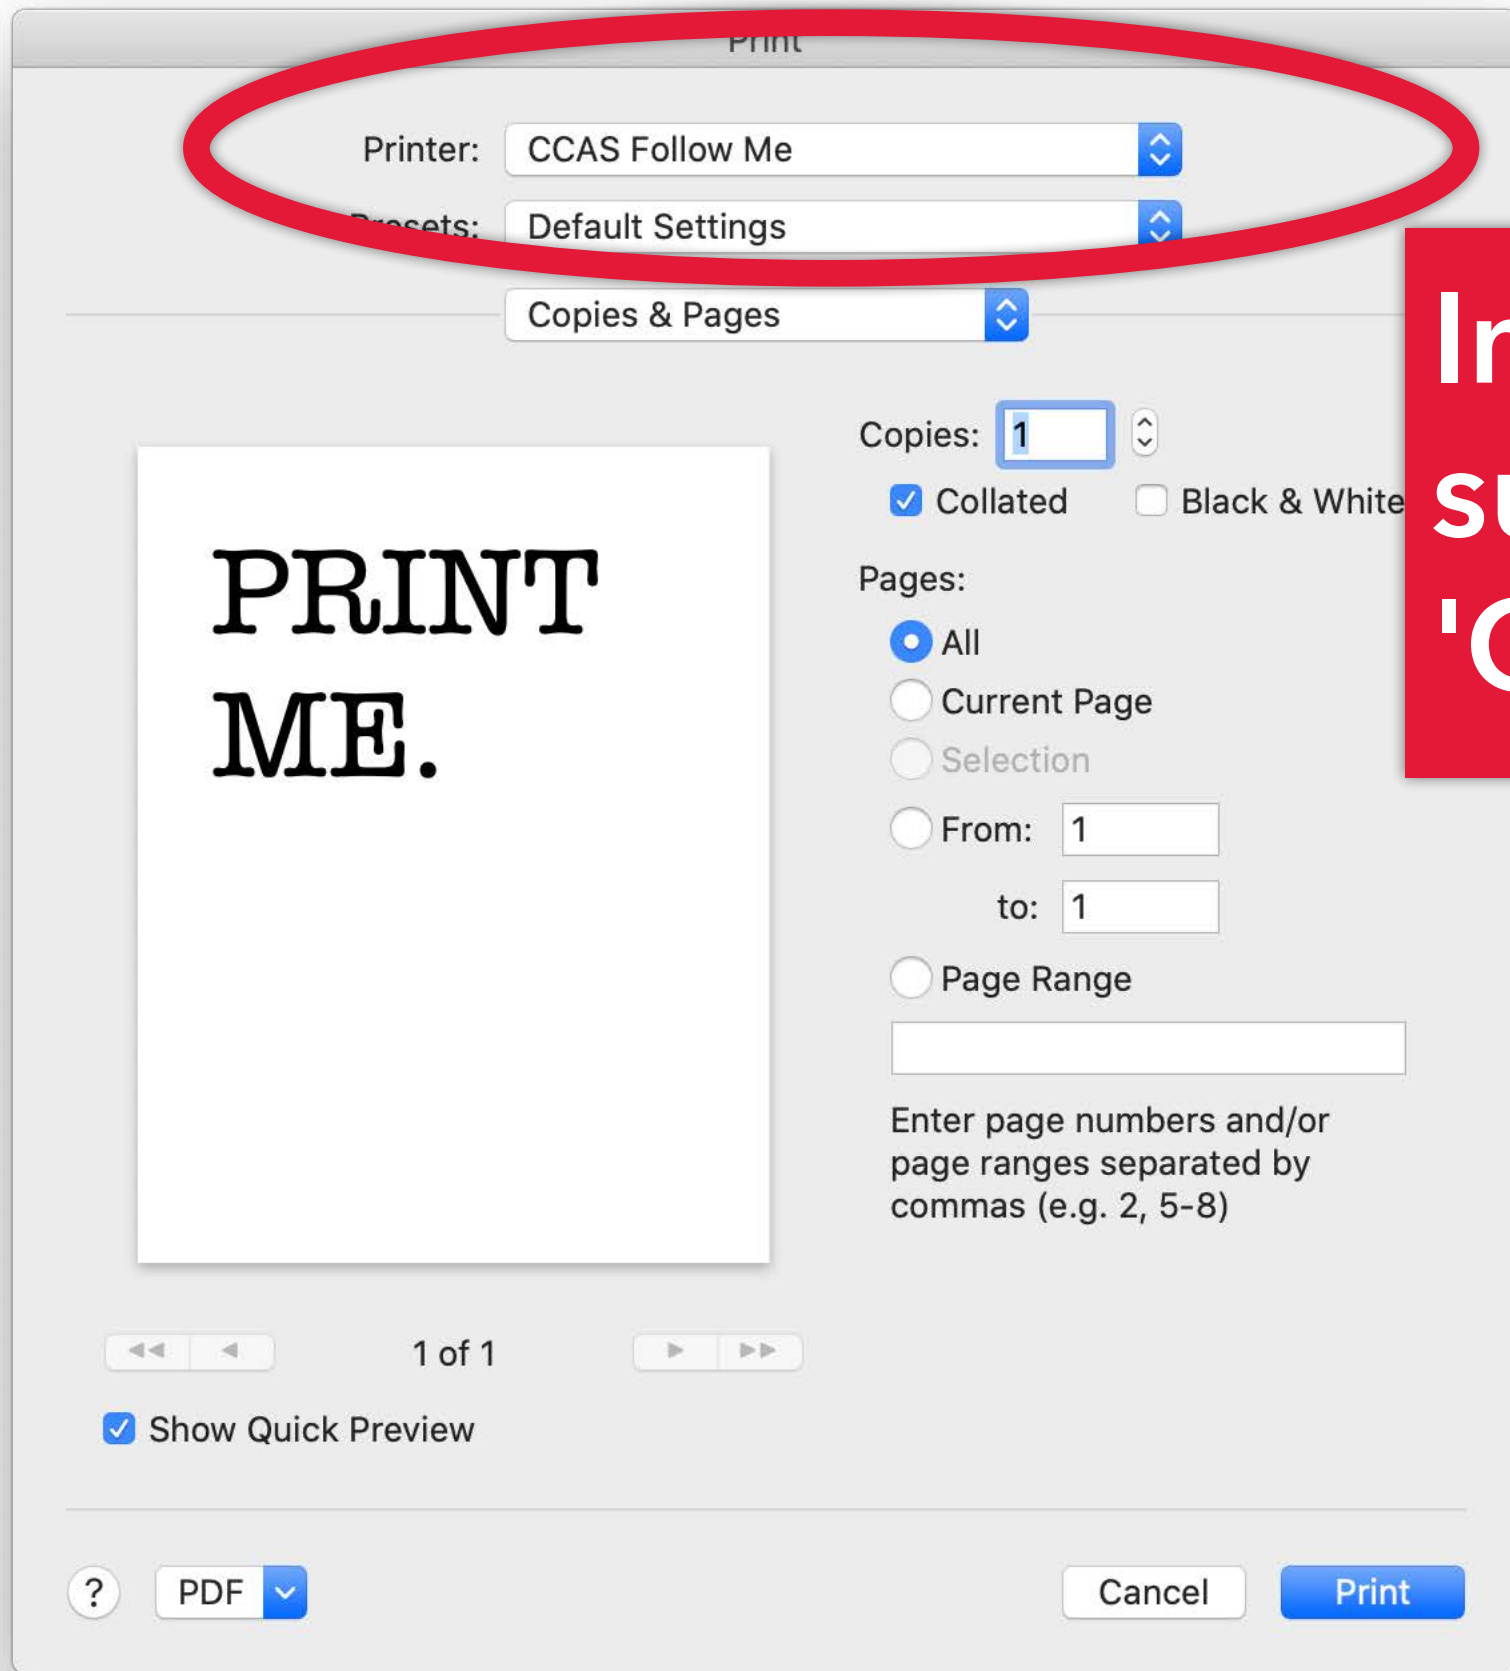 Print
Printer: CCAS Follow Me
Presets: Default Settings
Copies & Pages
Copies: 1
Collated Black & White
PRINT
ME.
Pages:
All
Current Page
Selection
From: 1
to: 1
Page Range
Enter page numbers and/or
page ranges separated by
commas (e.g. 2, 5-8)
1 of 1
Show Quick Preview
? PDF Cancel Print